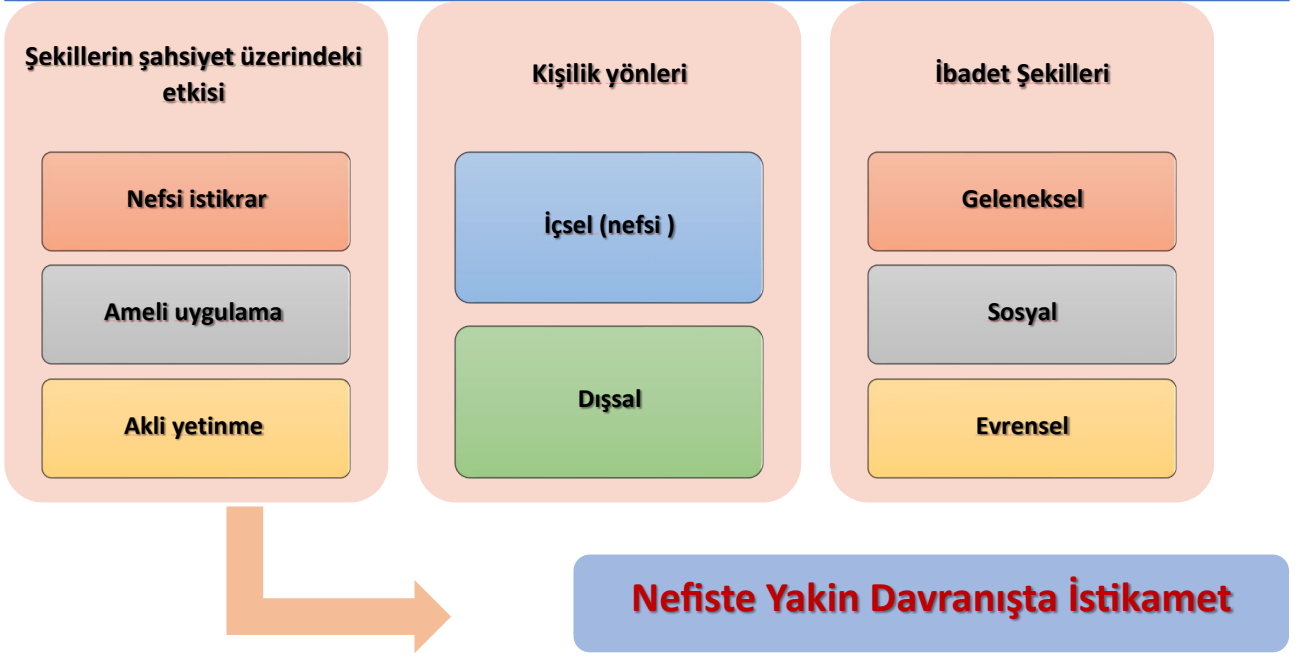 Şekillerin şahsiyet üzerindeki
etkisi
Nefsi istikrar
Ameli uygulama
Akli yetinme
Kişilik yönleri
İçsel (nefsi )
Dışsal
İbadet Şekilleri
Geleneksel
Sosyal
Evrensel
Nefiste Yakin Davranışta İstikamet